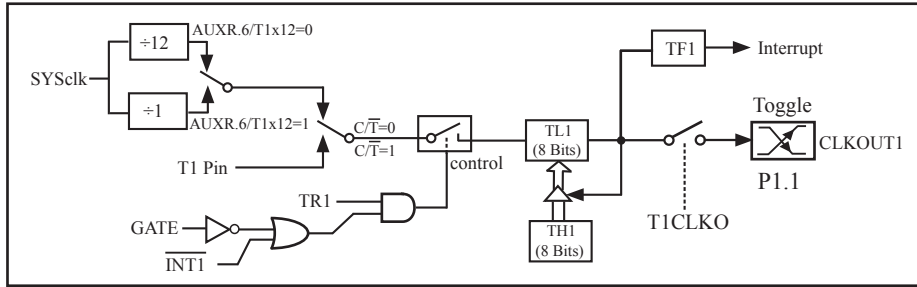 AUXR.6/T1x12=0
÷12
SYSclk
÷1
AUXR.6/T1x12=1
T1 Pin
C/T̅=0
C/T̅=1
control
TR1
GATE
I̅N̅T̅1̅
TL1
(8 Bits)
TH1
(8 Bits)
TF1
Interrupt
Toggle
CLKOUT1
P1.1
T1CLKO